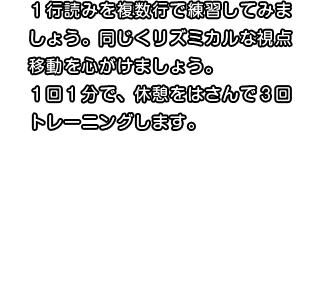 １行読みを複数行で練習してみま
しょう。同じくリズミカルな視点
移動を心がけましょう。
１回１分で、休憩をはさんで３回
トレーニングします。